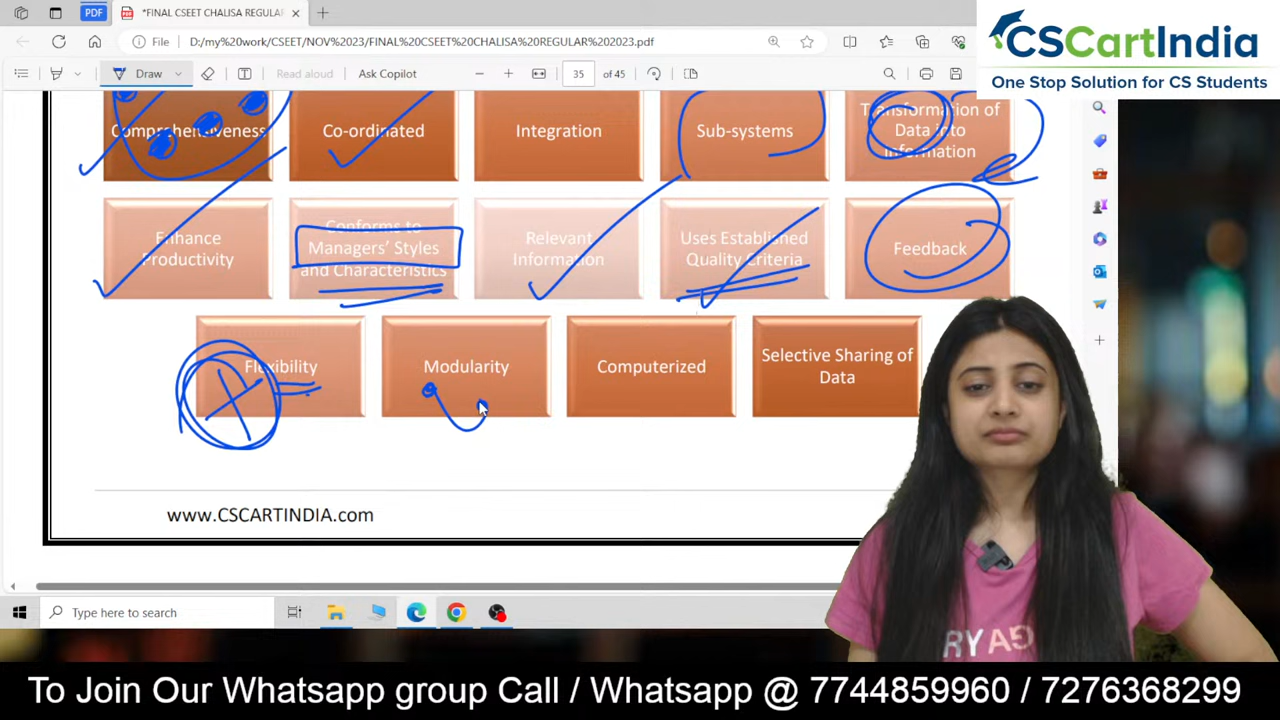 PDF
*FINAL CSEET CHALISA REGULAR
File
D:/my%20work/CSEET/NOV%202023/FINAL%20CSEET%20CHALISA%20REGULAR%202023.pdf
Draw
Read aloud
Ask Copilot
35
of 45
CSCartIndia
One Stop Solution for CS Students
Comprehensiveness
Co-ordinated
Integration
Sub-systems
Transformation of
Data into
Information
Enhance
Productivity
Conforms to
Managers' Styles
and Characteristics
Relevant
Information
Uses Established
Quality Criteria
Feedback
Flexibility
Modularity
Computerized
Selective Sharing of
Data
www.CSCARTINDIA.com
Type here to search
To Join Our Whatsapp group Call / Whatsapp @ 7744859960 / 7276368299